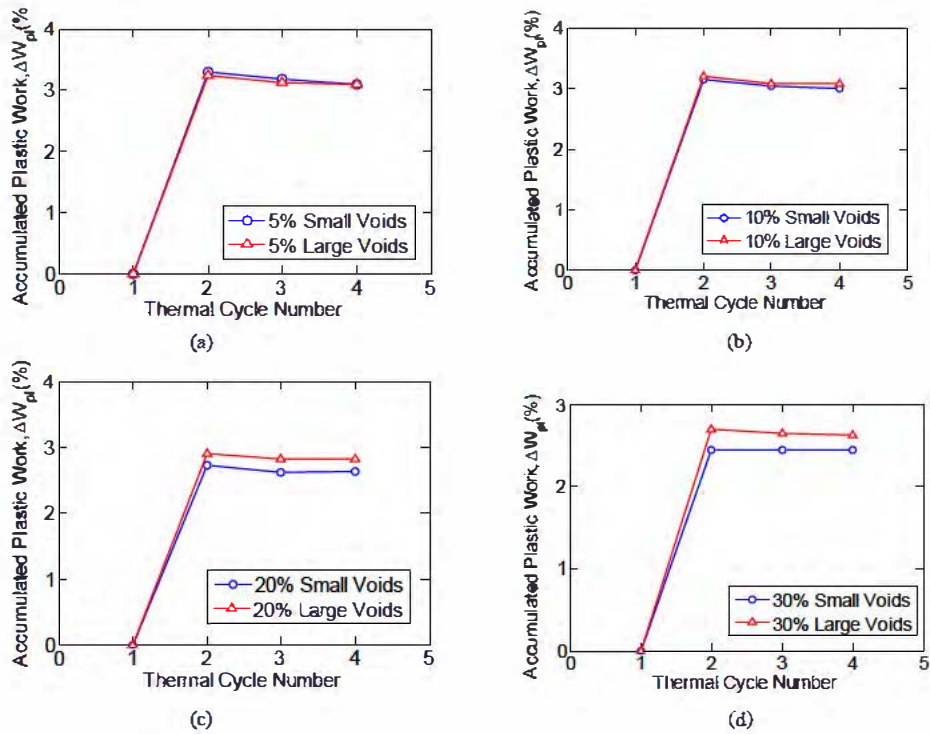 Accumulated Plastic Work, ΔWpl(%
4
3
2
1
0
5% Small Voids
5% Large Voids
0 1 2 3 4 5
Thermal Cycle Number
(a)
Accumulated Plastic Work, ΔWpl(%)
4
3
2
1
0
10% Small Voids
10% Large Voids
0 1 2 3 4 5
Thermal Cycle Number
(b)
Accumulated Plastic Work, ΔWpl(%)
4
3
2
1
0
20% Small Voids
20% Large Voids
0 1 2 3 4 5
Thermal Cycle Number
(c)
Accumulated Plastic Work, ΔWpl(%)
3
2
1
0
30% Small Voids
30% Large Voids
0 1 2 3 4 5
Thermal Cycle Number
(d)